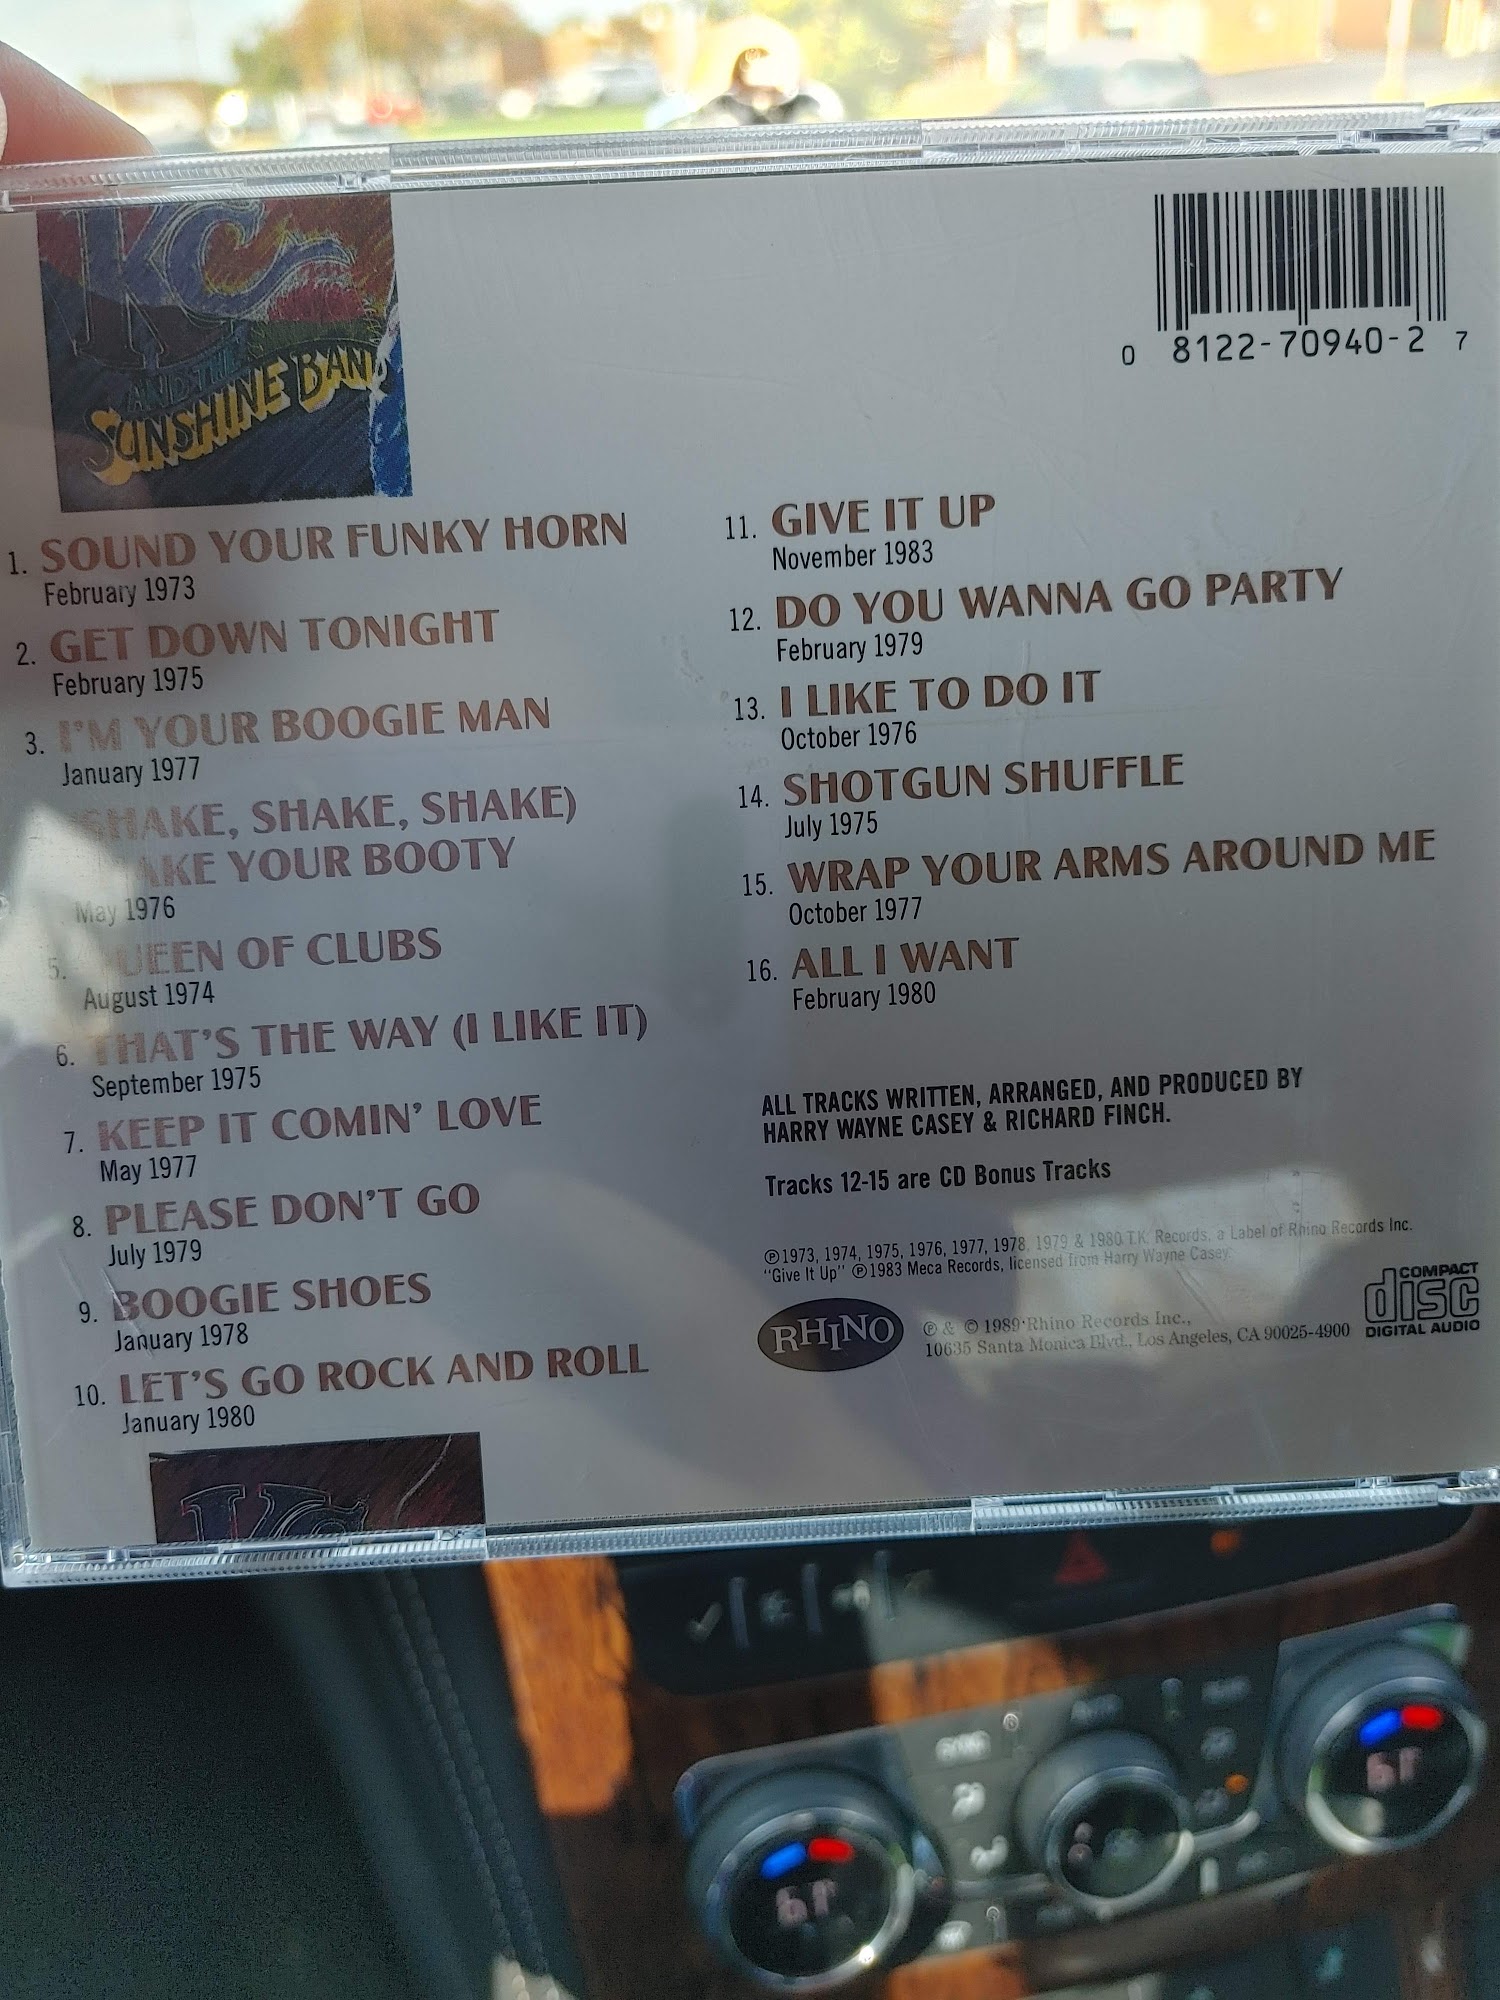 KC
AND THE
SUNSHINE BAND
0 8122-70940-2 7
1. SOUND YOUR FUNKY HORN
February 1973
2. GET DOWN TONIGHT
February 1975
3. I'M YOUR BOOGIE MAN
January 1977
(SHAKE, SHAKE, SHAKE)
SHAKE YOUR BOOTY
May 1976
5. QUEEN OF CLUBS
August 1974
6. THAT'S THE WAY (I LIKE IT)
September 1975
7. KEEP IT COMIN' LOVE
May 1977
8. PLEASE DON'T GO
July 1979
9. BOOGIE SHOES
January 1978
10. LET'S GO ROCK AND ROLL
January 1980
11. GIVE IT UP
November 1983
12. DO YOU WANNA GO PARTY
February 1979
13. I LIKE TO DO IT
October 1976
14. SHOTGUN SHUFFLE
July 1975
15. WRAP YOUR ARMS AROUND ME
October 1977
16. ALL I WANT
February 1980
ALL TRACKS WRITTEN, ARRANGED, AND PRODUCED BY
HARRY WAYNE CASEY & RICHARD FINCH.
Tracks 12-15 are CD Bonus Tracks
℗1973, 1974, 1975, 1976, 1977, 1978, 1979 & 1980 T.K. Records, a Label of Rhino Records Inc.
"Give It Up" ℗1983 Meca Records, licensed from Harry Wayne Casey.
RHINO
℗ & © 1989 Rhino Records Inc.,
10635 Santa Monica Blvd., Los Angeles, CA 90025-4900
COMPACT
disc
DIGITAL AUDIO
KC